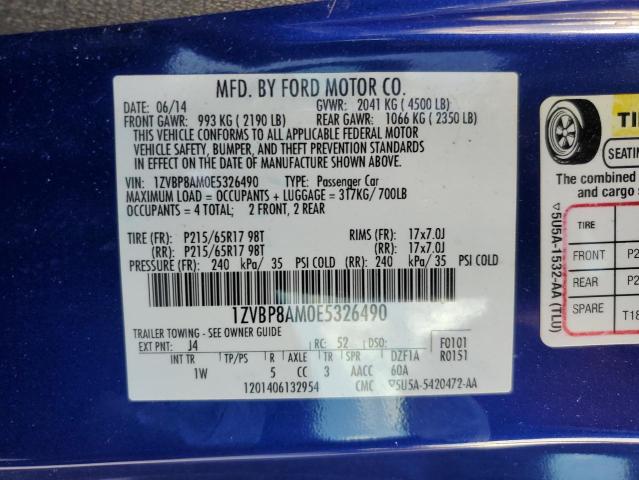 MFD. BY FORD MOTOR CO.
DATE: 06/14 GVWR: 2041 KG ( 4500 LB)
FRONT GAWR: 993 KG ( 2190 LB) REAR GAWR: 1066 KG ( 2350 LB)
THIS VEHICLE CONFORMS TO ALL APPLICABLE FEDERAL MOTOR
VEHICLE SAFETY, BUMPER, AND THEFT PREVENTION STANDARDS
IN EFFECT ON THE DATE OF MANUFACTURE SHOWN ABOVE.
VIN: 1ZVBP8AM0E5326490 TYPE: Passenger Car
MAXIMUM LOAD = OCCUPANTS + LUGGAGE = 317KG/700LB
OCCUPANTS = 4 TOTAL; 2 FRONT, 2 REAR
TIRE (FR): P215/65R17 98T RIMS (FR): 17x7.0J
(RR): P215/65R17 98T (RR): 17x7.0J
PRESSURE (FR): 240 kPa/ 35 PSI COLD (RR): 240 kPa/ 35 PSI COLD
1ZVBP8AM0E5326490
TRAILER TOWING - SEE OWNER GUIDE
EXT PNT: J4 RC: 52 DSO: F0101
INT TR TP/PS R AXLE TR SPR DZF1A R0151
1W 5 CC 3 AACC 60A
1201406132954 CMC ▽5U5A-5420472-AA
TI
SEATIN
The combined
and cargo s
TIRE
FRONT P2
REAR P2
SPARE T18
▽5U5A-1532-AA (TLU)